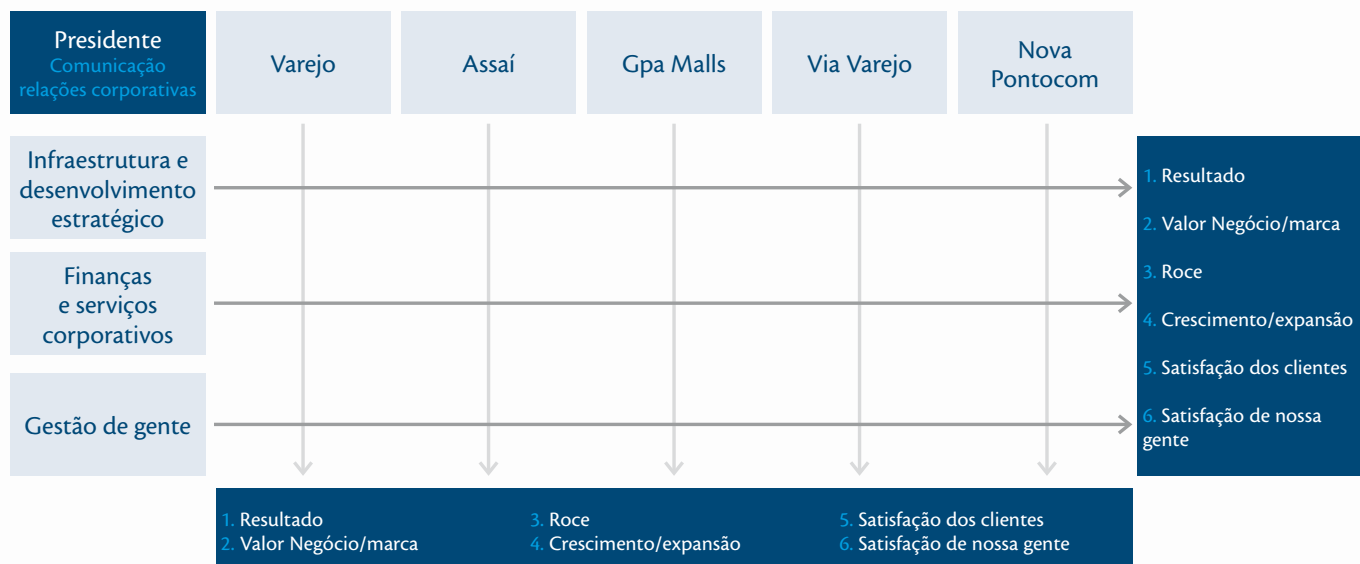 Presidente
Comunicação
relações corporativas
Varejo
Assaí
Gpa Malls
Via Varejo
Nova
Pontocom
Infraestrutura e
desenvolvimento
estratégico
Finanças
e serviços
corporativos
Gestão de gente
1. Resultado
2. Valor Negócio/marca
3. Roce
4. Crescimento/expansão
5. Satisfação dos clientes
6. Satisfação de nossa
gente
1. Resultado
2. Valor Negócio/marca
3. Roce
4. Crescimento/expansão
5. Satisfação dos clientes
6. Satisfação de nossa gente